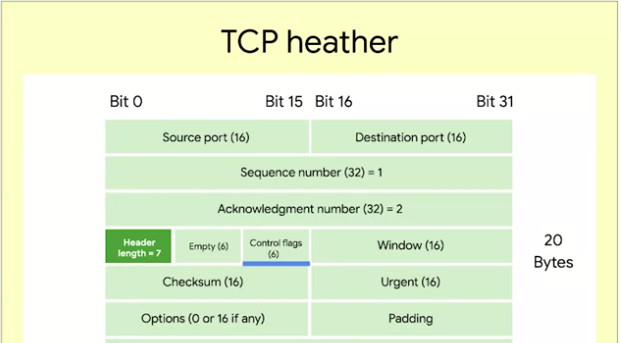 TCP heather
Bit 0 Bit 15 Bit 16 Bit 31
Source port (16) Destination port (16)
Sequence number (32) = 1
Acknowledgment number (32) = 2
Header
length = 7
Empty (6)
Control flags
(6)
Window (16)
20
Bytes
Checksum (16) Urgent (16)
Options (0 or 16 if any) Padding